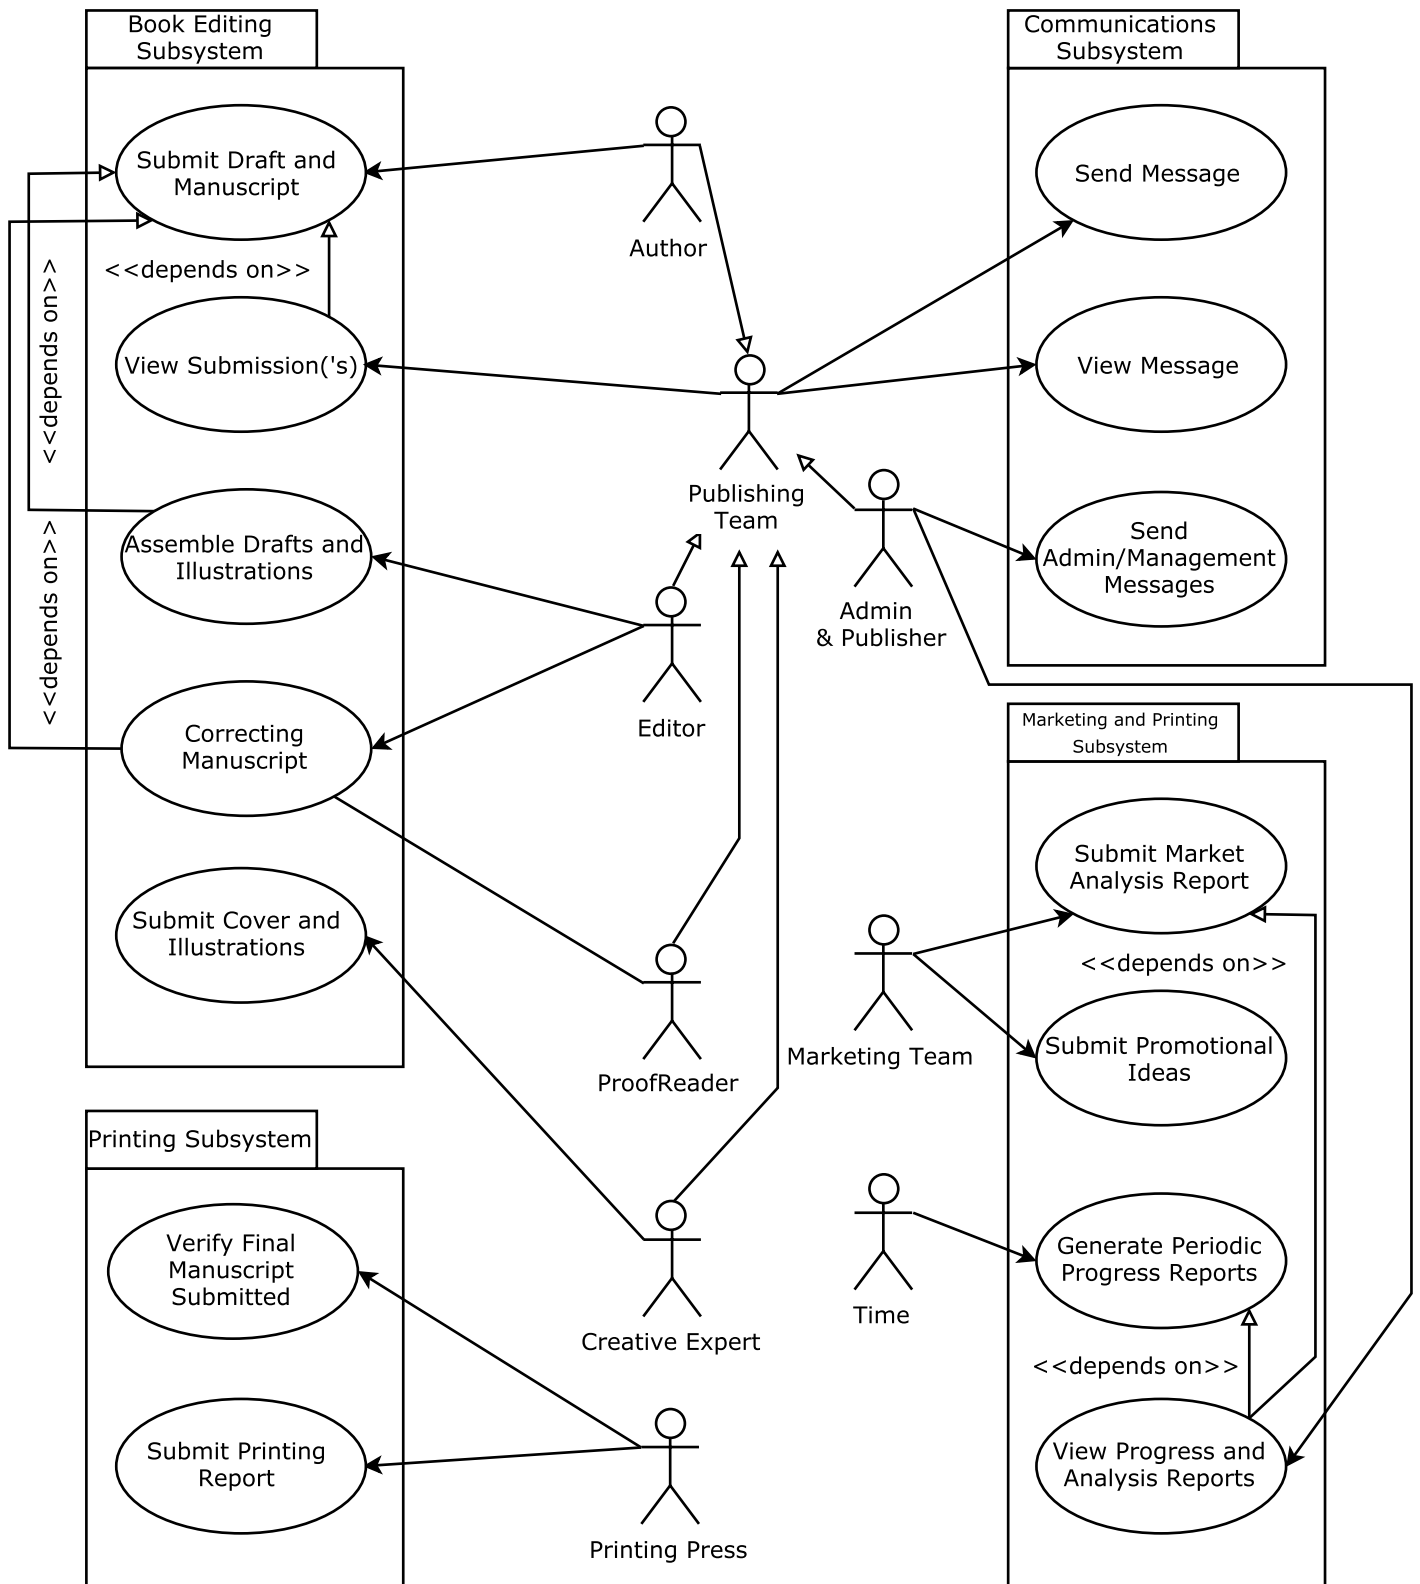 Book Editing
Subsystem
Submit Draft and
Manuscript
<<depends on>>
<<depends on>>
View Submission('s)
Assemble Drafts and
Illustrations
<<depends on>>
Correcting
Manuscript
Submit Cover and
Illustrations
Printing Subsystem
Verify Final
Manuscript
Submitted
Submit Printing
Report
Author
Publishing
Team
Admin
& Publisher
Editor
ProofReader
Marketing Team
Creative Expert
Time
Printing Press
Communications
Subsystem
Send Message
View Message
Send
Admin/Management
Messages
Marketing and Printing
Subsystem
Submit Market
Analysis Report
<<depends on>>
Submit Promotional
Ideas
Generate Periodic
Progress Reports
<<depends on>>
View Progress and
Analysis Reports